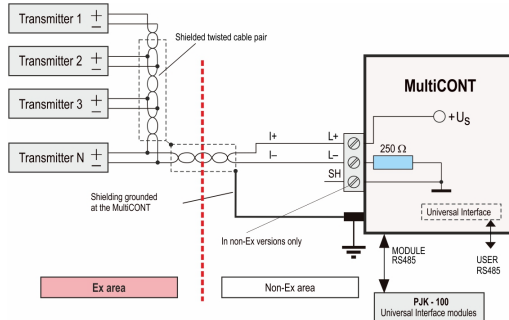 Transmitter 1 + –
Transmitter 2 + –
Transmitter 3 + –
Transmitter N + –
Shielded twisted cable pair
Shielding grounded
at the MultiCONT
I+
I–
L+
L–
SH
In non-Ex versions only
MultiCONT
+US
250 Ω
Universal Interface
MODULE
RS485
USER
RS485
Ex area
Non-Ex area
PJK - 100
Universal Interface modules